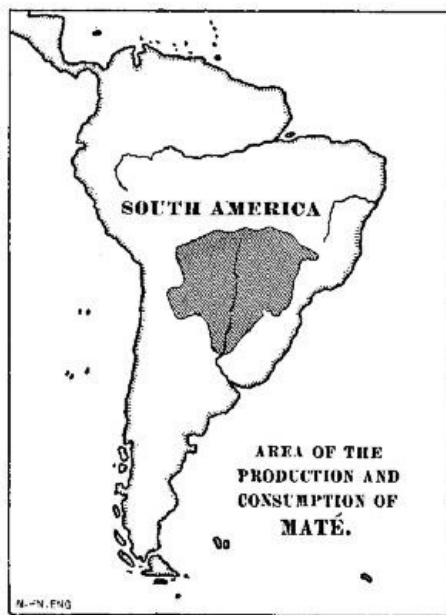 SOUTH AMERICA
AREA OF THE
PRODUCTION AND
CONSUMPTION OF
MATÉ.